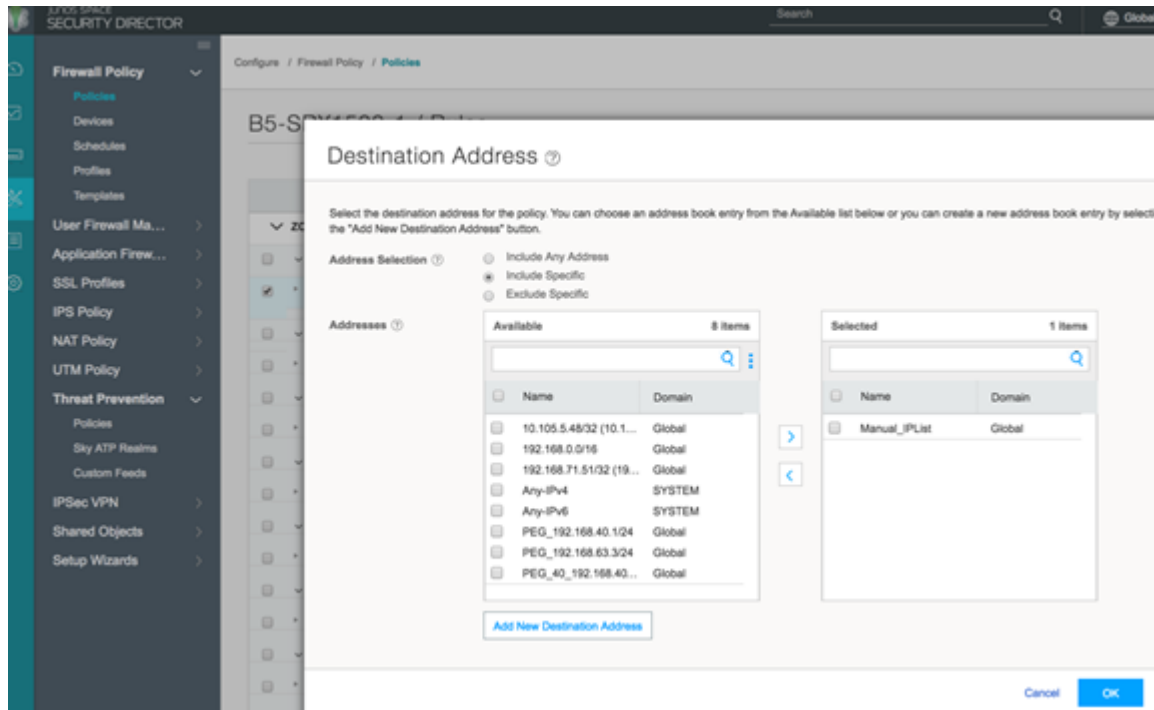 JUNOS SPACE
SECURITY DIRECTOR
Search
Global
Firewall Policy
Policies
Devices
Schedules
Profiles
Templates
User Firewall Ma...
Application Firew...
SSL Profiles
IPS Policy
NAT Policy
UTM Policy
Threat Prevention
Policies
Sky ATP Realms
Custom Feeds
IPSec VPN
Shared Objects
Setup Wizards
Configure / Firewall Policy / Policies
Destination Address
Select the destination address for the policy. You can choose an address book entry from the Available list below or you can create a new address book entry by selecti
the "Add New Destination Address" button.
Address Selection
Include Any Address
Include Specific
Exclude Specific
Addresses
Available 8 items
Name Domain
10.105.5.48/32 (10.1... Global
192.168.0.0/16 Global
192.168.71.51/32 (19... Global
Any-IPv4 SYSTEM
Any-IPv6 SYSTEM
PEG_192.168.40.1/24 Global
PEG_192.168.63.3/24 Global
PEG_40_192.168.40... Global
Selected 1 items
Name Domain
Manual_IPList Global
Add New Destination Address
Cancel OK